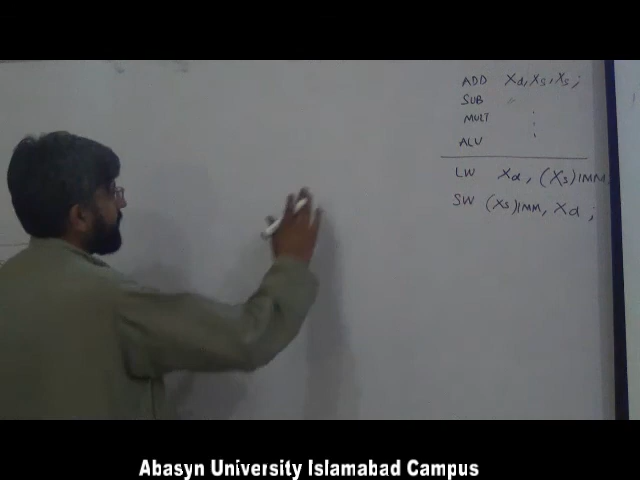 ADD Xd, Xs, Xs ;
SUB
MULT
ALU
LW Xd, (Xs) IMM
SW (Xs) IMM, Xd ;
Abasyn University Islamabad Campus